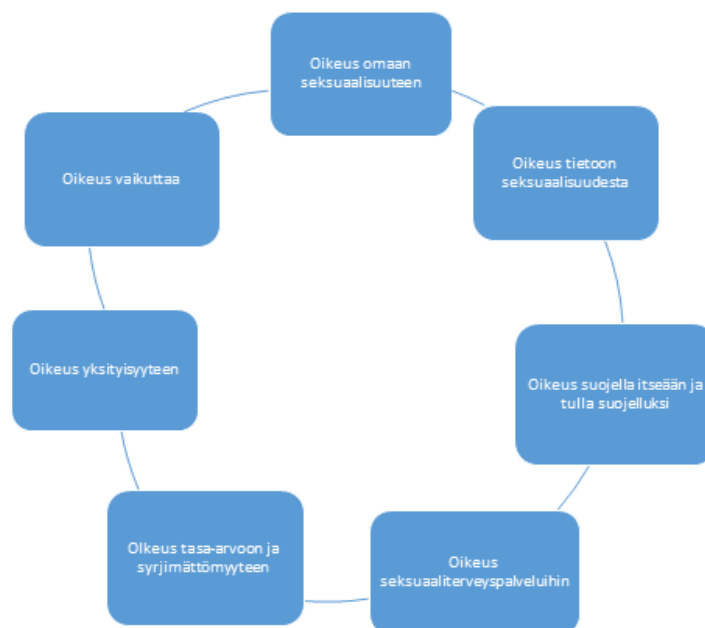 Oikeus omaan
seksuaalisuuteen
Oikeus tietoon
seksuaalisuudesta
Oikeus suojella itseään ja
tulla suojelluksi
Oikeus
seksuaaliterveyspalveluihin
OIkeus tasa-arvoon ja
syrjimättömyyteen
Oikeus yksityisyyteen
Oikeus vaikuttaa